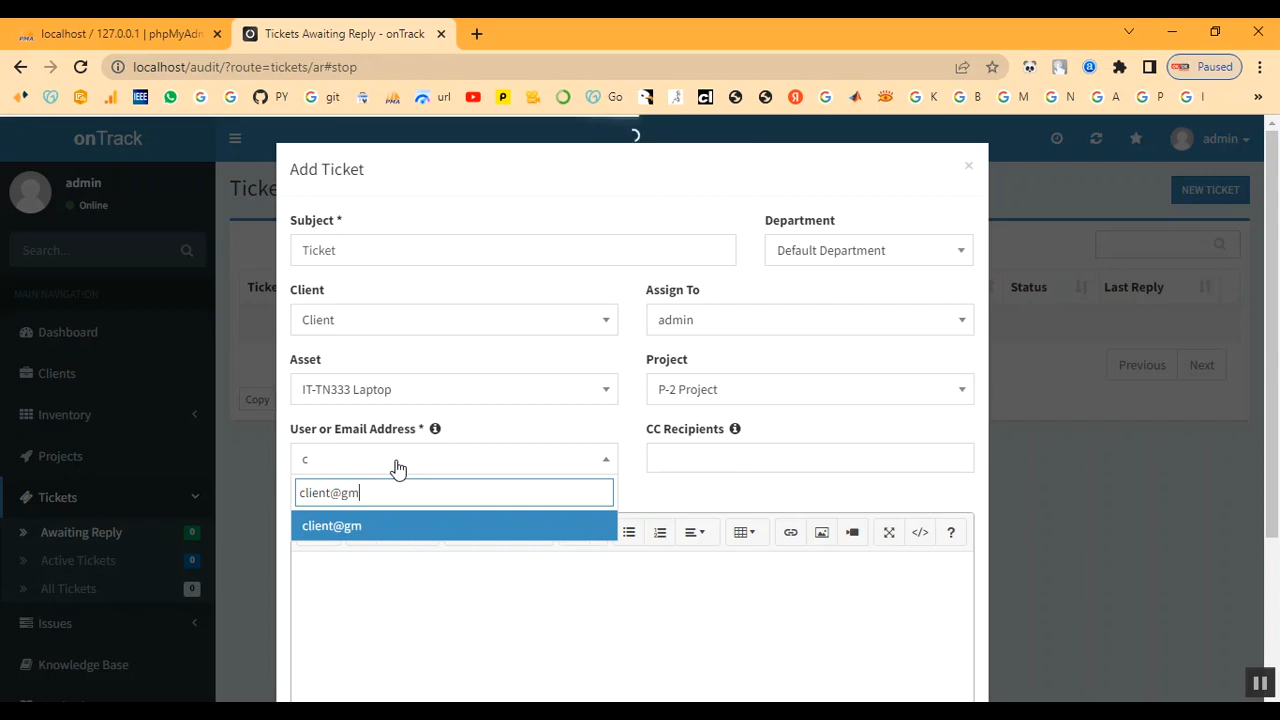 localhost / 127.0.0.1 | phpMyAdn
Tickets Awaiting Reply - onTrack
localhost/audit/?route=tickets/ar#stop
Paused
PY
git
url
Go
K
B
M
N
A
P
I
»
onTrack
admin
admin
Online
Search...
MAIN NAVIGATION
Dashboard
Clients
Inventory
Projects
Tickets
Awaiting Reply 0
Active Tickets 0
All Tickets 0
Issues
Knowledge Base
NEW TICKET
Status
Last Reply
Previous
Next
Copy
Add Ticket
×
Subject *
Department
Ticket
Default Department
Client
Assign To
Client
admin
Asset
Project
IT-TN333 Laptop
P-2 Project
User or Email Address *
CC Recipients
c
client@gm
client@gm